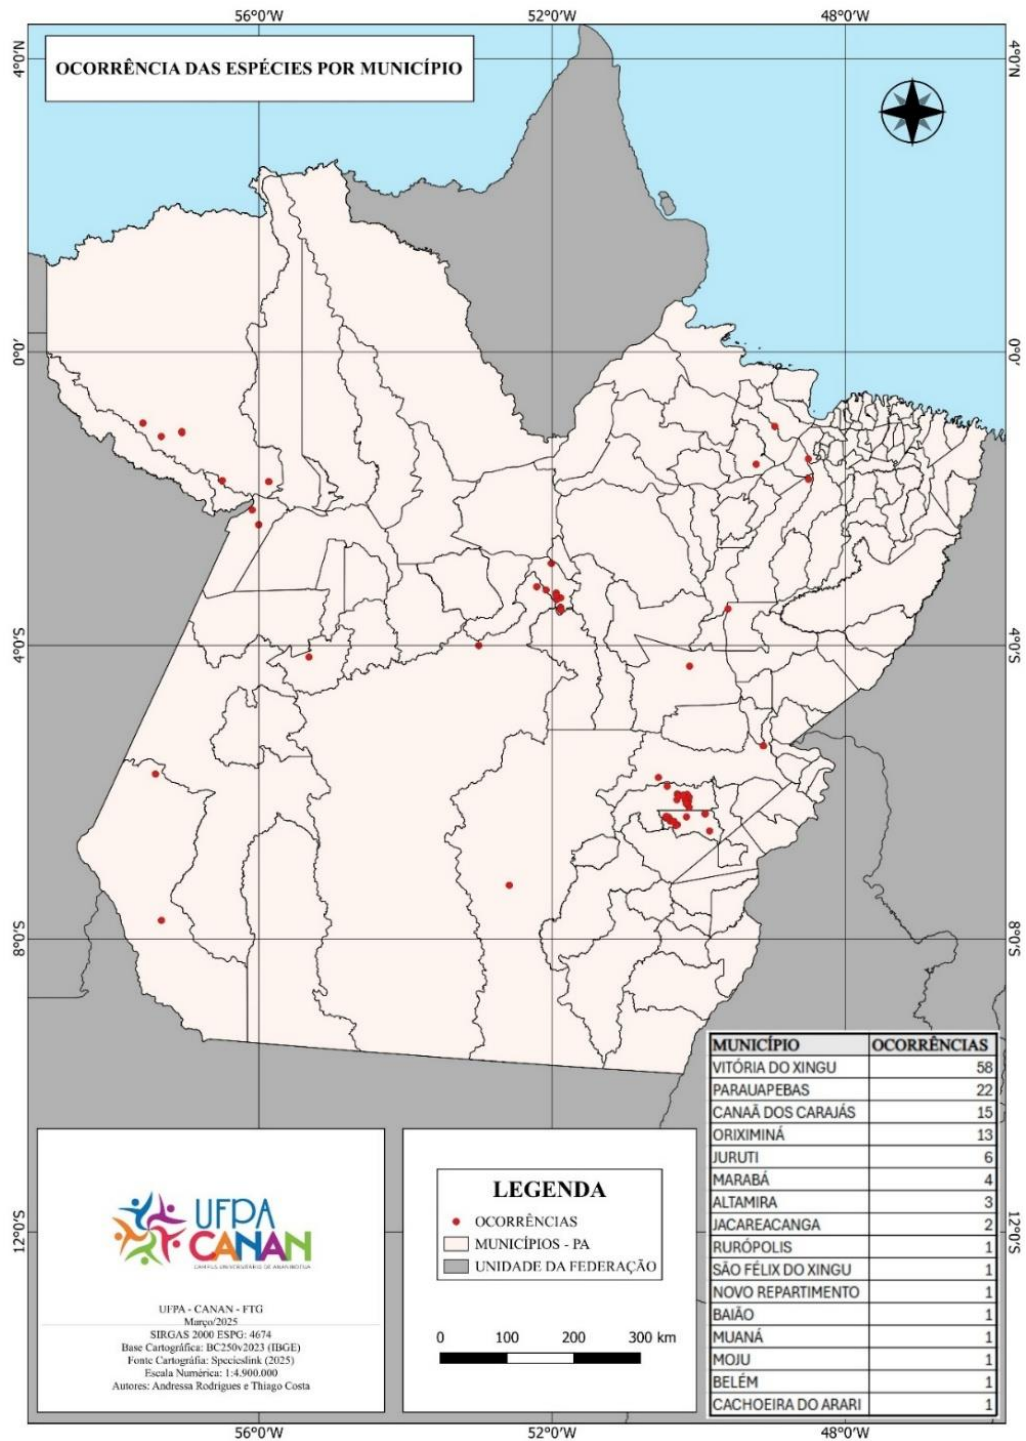 56°0'W 52°0'W 48°0'W
4°0'N 4°0'N
OCORRÊNCIA DAS ESPÉCIES POR MUNICÍPIO
0°0' 0°0'
4°0'S 4°0'S
8°0'S 8°0'S
MUNICÍPIO OCORRÊNCIAS
VITÓRIA DO XINGU 58
PARAUAPEBAS 22
CANAÃ DOS CARAJÁS 15
ORIXIMINÁ 13
JURUTI 6
MARABÁ 4
ALTAMIRA 3
JACAREACANGA 2
RURÓPOLIS 1
SÃO FÉLIX DO XINGU 1
NOVO REPARTIMENTO 1
BAIÃO 1
MUANÁ 1
MOJU 1
BELÉM 1
CACHOEIRA DO ARARI 1
12°0'S 12°0'S
UFPA
CANAN
CAMPUS UNIVERSITÁRIO DE ANANINDEUA
UFPA - CANAN - FTG
Março/2025
SIRGAS 2000 ESPG: 4674
Base Cartográfica: BC250v2023 (IBGE)
Fonte Cartográfia: Specieslink (2025)
Escala Numérica: 1:4.900.000
Autores: Andressa Rodrigues e Thiago Costa
LEGENDA
OCORRÊNCIAS
MUNICÍPIOS - PA
UNIDADE DA FEDERAÇÃO
0 100 200 300 km
56°0'W 52°0'W 48°0'W